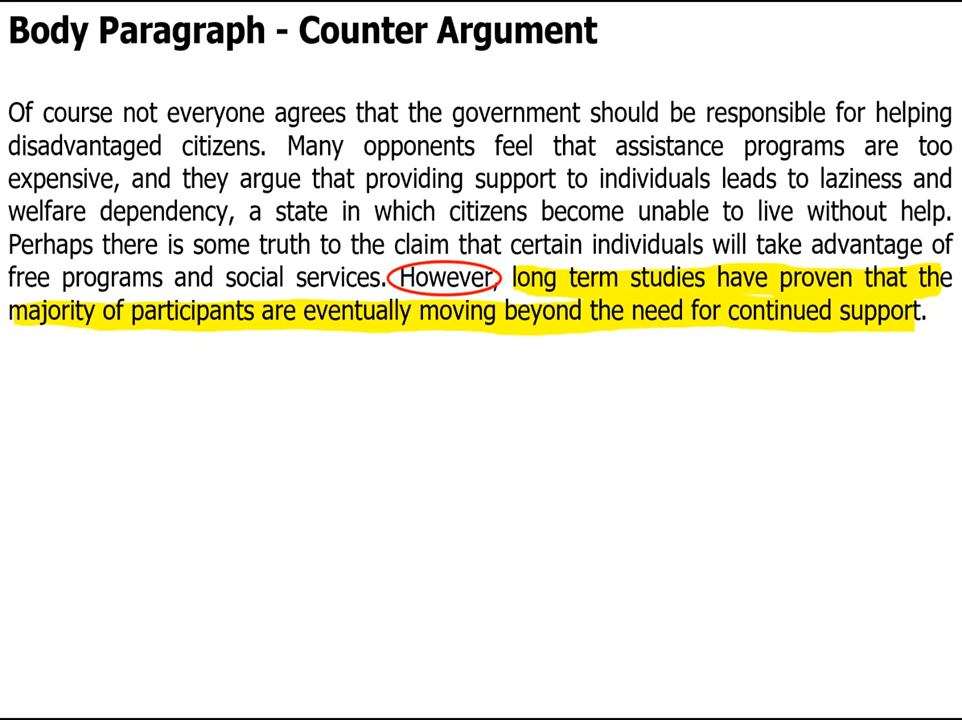 Body Paragraph - Counter Argument
Of course not everyone agrees that the government should be responsible for helping
disadvantaged citizens. Many opponents feel that assistance programs are too
expensive, and they argue that providing support to individuals leads to laziness and
welfare dependency, a state in which citizens become unable to live without help.
Perhaps there is some truth to the claim that certain individuals will take advantage of
free programs and social services. However, long term studies have proven that the
majority of participants are eventually moving beyond the need for continued support.